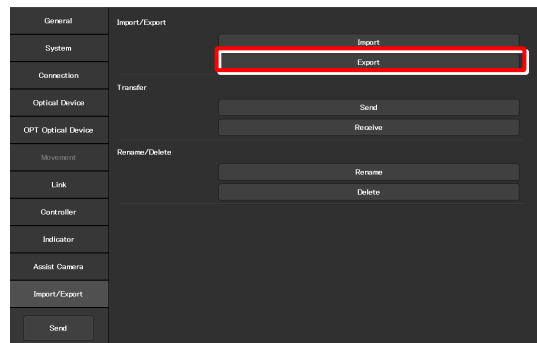 General
System
Connection
Optical Device
OPT Optical Device
Movement
Link
Controller
Indicator
Assist Camera
Import/Export
Send
Import/Export
Import
Export
Transfer
Send
Receive
Rename/Delete
Rename
Delete